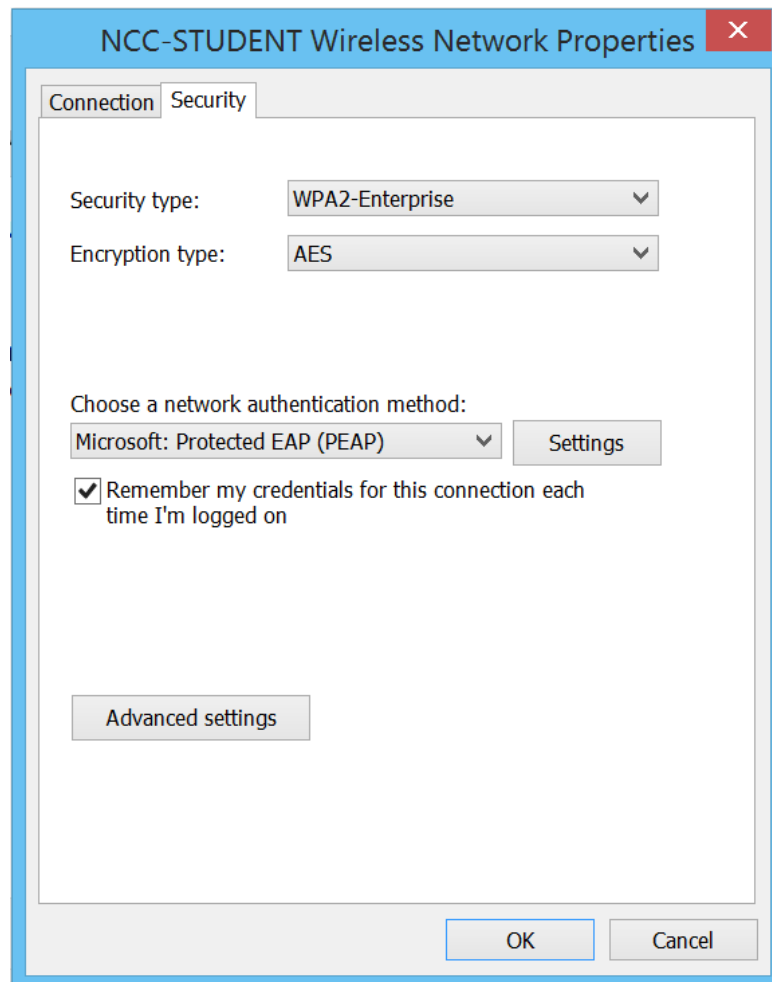 NCC-STUDENT Wireless Network Properties
Connection
Security
Security type:
WPA2-Enterprise
Encryption type:
AES
Choose a network authentication method:
Microsoft: Protected EAP (PEAP)
Settings
Remember my credentials for this connection each
time I'm logged on
Advanced settings
OK
Cancel